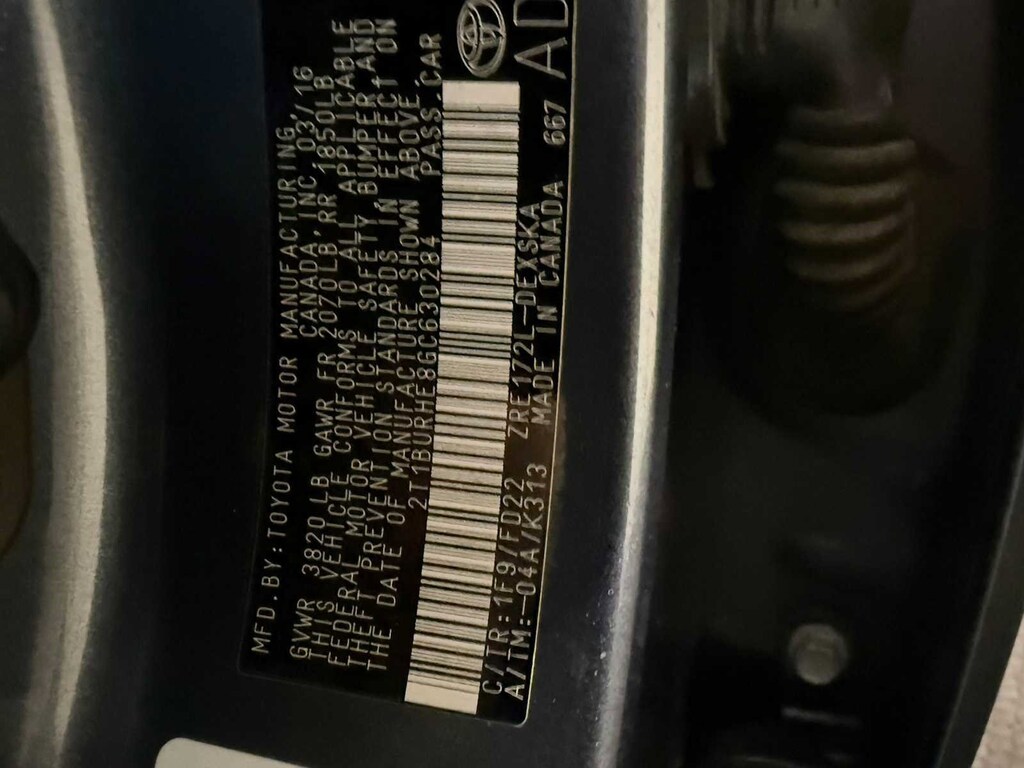 MFD.BY:TOYOTA MOTOR MANUFACTURING,
CANADA,INC 03/16
GVWR 3820LB GAWR FR 2070LB,RR 1850LB
THIS VEHICLE CONFORMS TO ALL APPLICABLE
FEDERAL MOTOR VEHICLE SAFETY,BUMPER AND
THEFT PREVENTION STANDARDS IN EFFECT ON
THE DATE OF MANUFACTURE SHOWN ABOVE.
2T1BURHE8GC630284 PASS.CAR
C/TR:1F9/FD22 ZRE172L-DEXSKA
A/TM:-04A/K313 MADE IN CANADA 667
AD